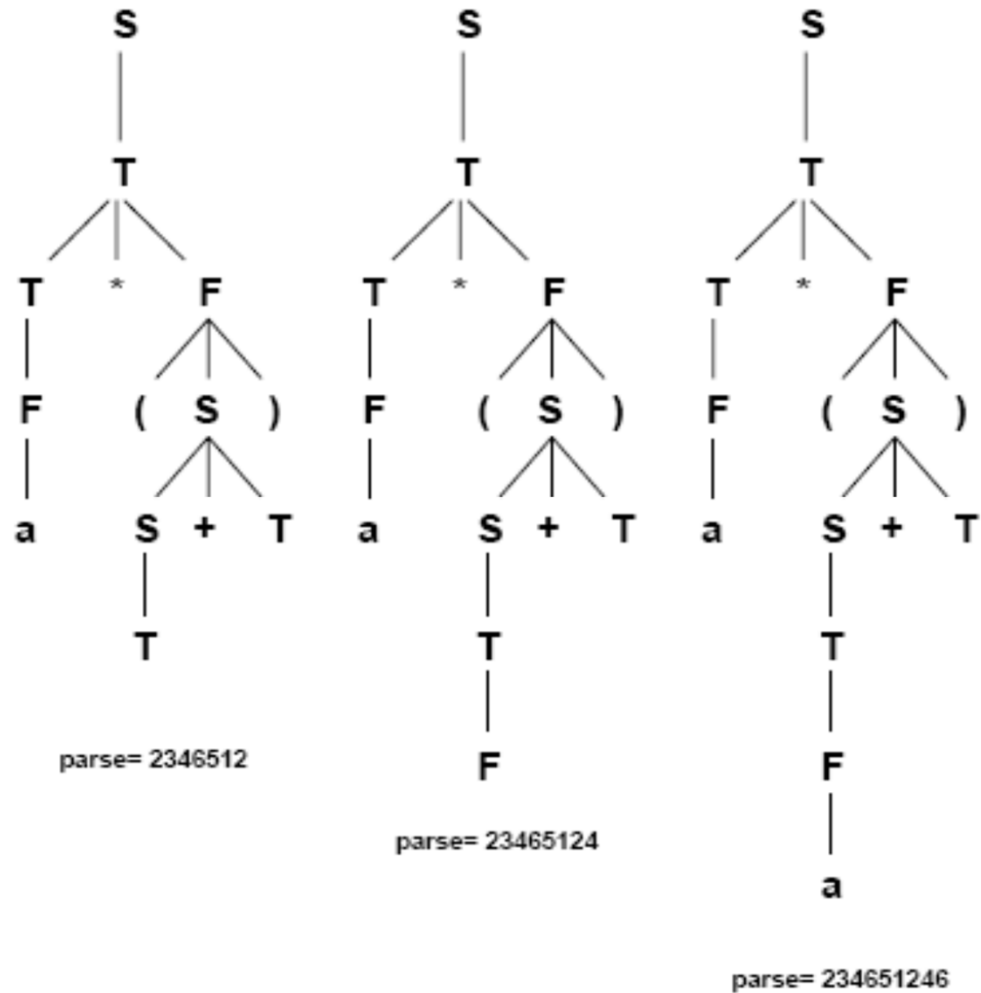 S S S
T T T
T * F T * F T * F
F ( S ) F ( S ) F ( S )
a S + T a S + T a S + T
T T T
parse= 2346512
F F
parse= 23465124
a
parse= 234651246